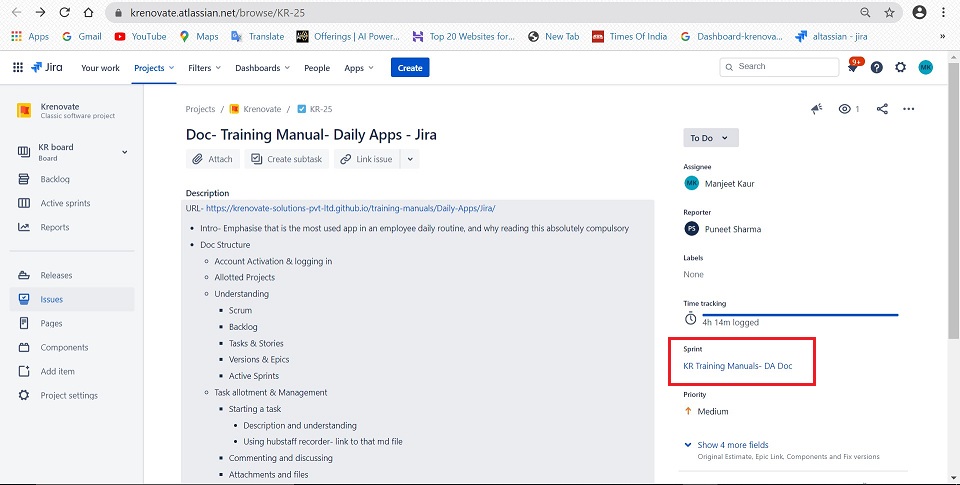 krenovate.atlassian.net/browse/KR-25
Apps
Gmail
YouTube
Maps
Translate
Offerings | AI Power...
Top 20 Websites for...
New Tab
Times Of India
Dashboard-krenova...
altassian - jira
»
Jira
Your work
Projects
Filters
Dashboards
People
Apps
Create
Search
9+
MK
Krenovate
Classic software project
KR board
Board
Backlog
Active sprints
Reports
Releases
Issues
Pages
Components
Add item
Project settings
Projects / Krenovate / KR-25
1
Doc- Training Manual- Daily Apps - Jira
Attach
Create subtask
Link issue
Description
URL- https://krenovate-solutions-pvt-ltd.github.io/training-manuals/Daily-Apps/Jira/
Intro- Emphasise that is the most used app in an employee daily routine, and why reading this absolutely compulsory
Doc Structure
Account Activation & logging in
Allotted Projects
Understanding
Scrum
Backlog
Tasks & Stories
Versions & Epics
Active Sprints
Task allotment & Management
Starting a task
Description and understanding
Using hubstaff recorder- link to that md file
Commenting and discussing
Attachments and files
To Do
Assignee
MK Manjeet Kaur
Reporter
PS Puneet Sharma
Labels
None
Time tracking
4h 14m logged
Sprint
KR Training Manuals- DA Doc
Priority
Medium
Show 4 more fields
Original Estimate, Epic Link, Components and Fix versions